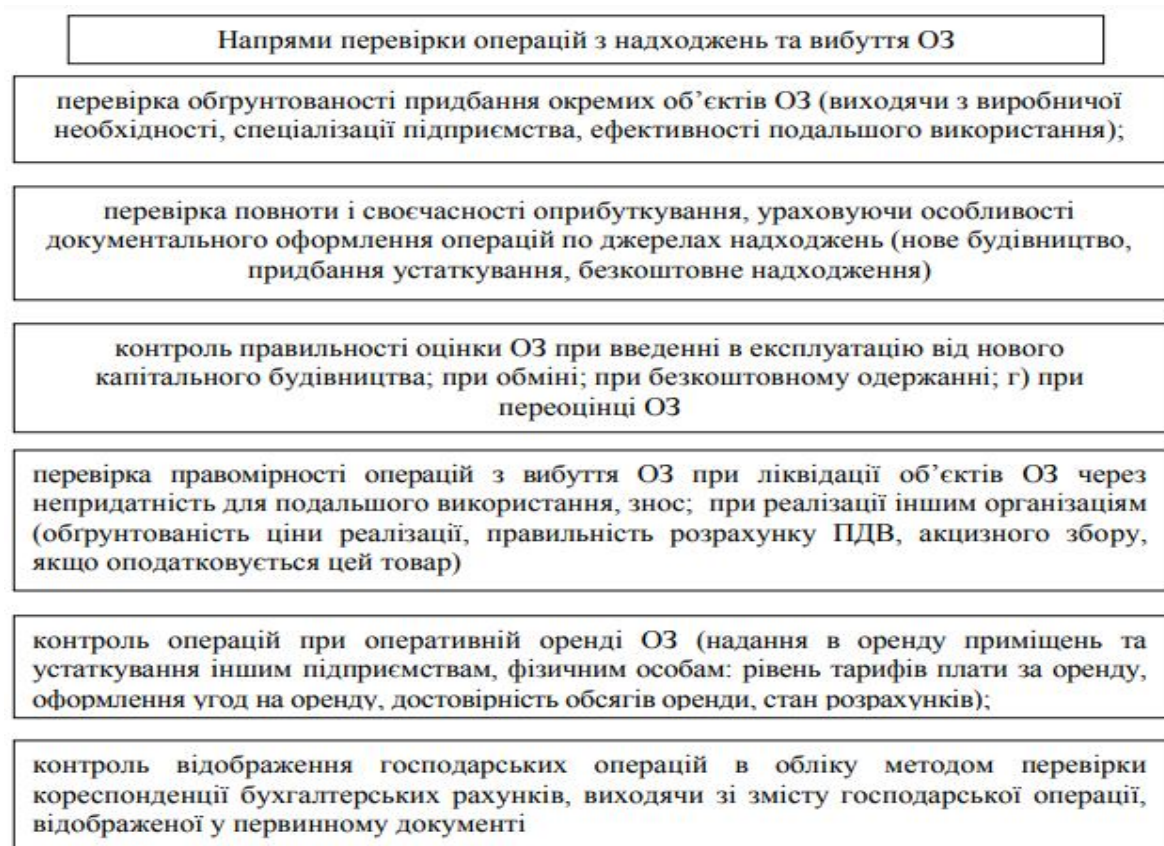 Напрями перевірки операцій з надходжень та вибуття ОЗ
перевірка обґрунтованості придбання окремих об’єктів ОЗ (виходячи з виробничої
необхідності, спеціалізації підприємства, ефективності подальшого використання);
перевірка повноти і своєчасності оприбуткування, ураховуючи особливості
документального оформлення операцій по джерелах надходжень (нове будівництво,
придбання устаткування, безкоштовне надходження)
контроль правильності оцінки ОЗ при введенні в експлуатацію від нового
капітального будівництва; при обміні; при безкоштовному одержанні; г) при
переоцінці ОЗ
перевірка правомірності операцій з вибуття ОЗ при ліквідації об’єктів ОЗ через
непридатність для подальшого використання, знос; при реалізації іншим організаціям
(обґрунтованість ціни реалізації, правильність розрахунку ПДВ, акцизного збору,
якщо оподатковується цей товар)
контроль операцій при оперативній оренді ОЗ (надання в оренду приміщень та
устаткування іншим підприємствам, фізичним особам: рівень тарифів плати за оренду,
оформлення угод на оренду, достовірність обсягів оренди, стан розрахунків);
контроль відображення господарських операцій в обліку методом перевірки
кореспонденції бухгалтерських рахунків, виходячи зі змісту господарської операції,
відображеної у первинному документі